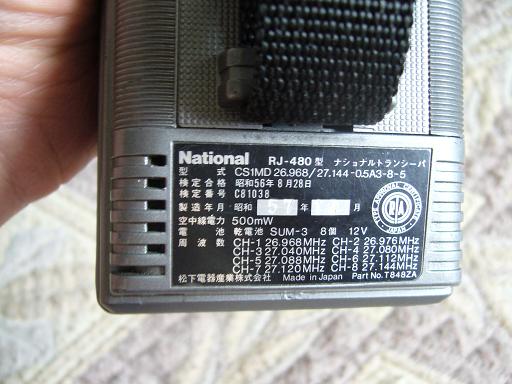 National RJ-480型 ナショナルトランシーバ
型式 CS1MD 26.968/27.144-0.5A3-8-5
検定合格 昭和56年8月28日
検定番号 C81038
製造年月 昭和 57年 月
空中線電力 500mW
電池 乾電池 SUM-3 8個 12V
周波数 CH-1 26.968MHz CH-2 26.976MHz
CH-3 27.040MHz CH-4 27.080MHz
CH-5 27.088MHz CH-6 27.112MHz
CH-7 27.120MHz CH-8 27.144MHz
松下電器産業株式会社 Made in Japan Part No.T848ZA
TYPE APPROVAL CERTIFICATE
JAPAN